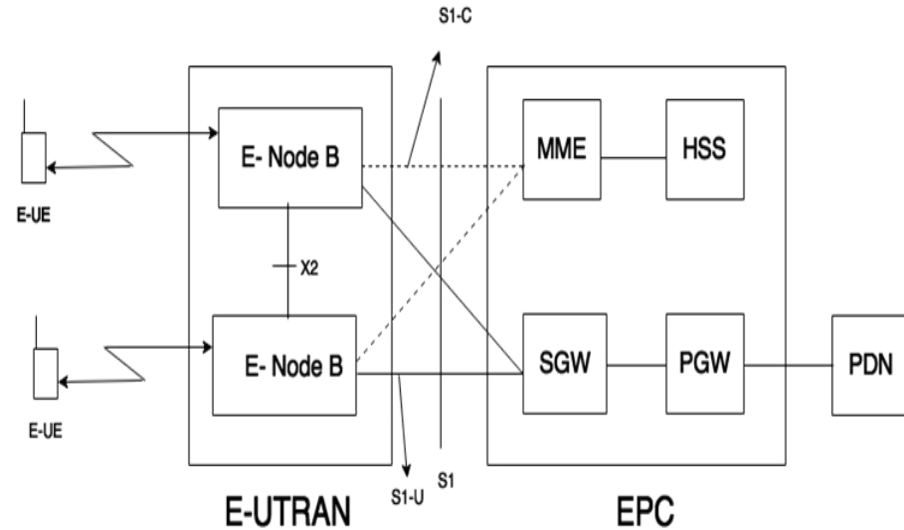 S1-C
E-UE
E- Node B
MME
HSS
X2
E-UE
E- Node B
SGW
PGW
PDN
S1-U
S1
E-UTRAN
EPC